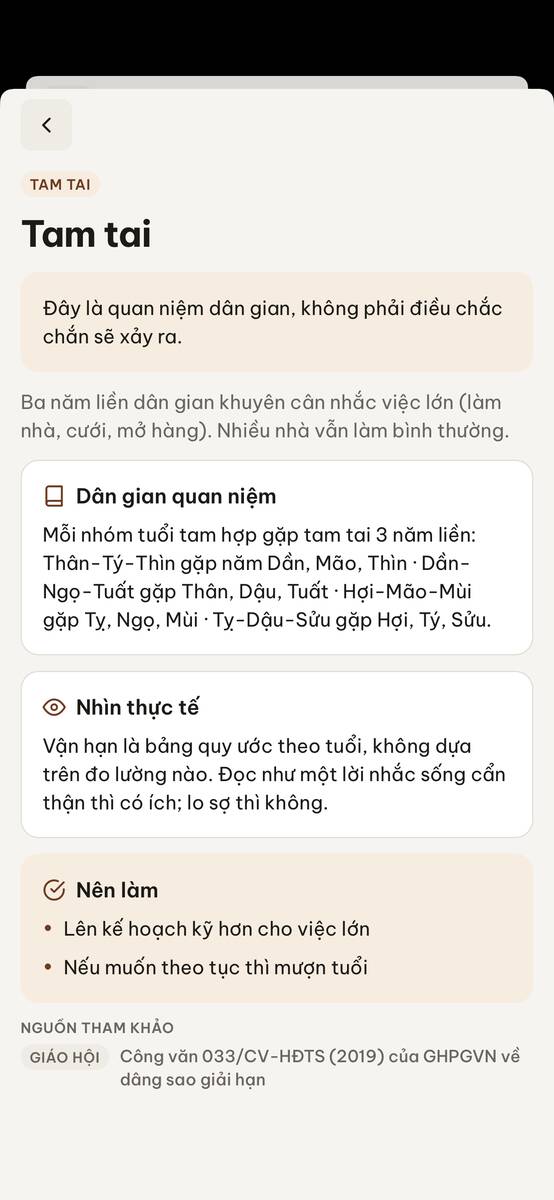 TAM TAI
Tam tai
Đây là quan niệm dân gian, không phải điều chắc
chắn sẽ xảy ra.
Ba năm liền dân gian khuyên cân nhắc việc lớn (làm
nhà, cưới, mở hàng). Nhiều nhà vẫn làm bình thường.
Dân gian quan niệm
Mỗi nhóm tuổi tam hợp gặp tam tai 3 năm liền:
Thân-Tý-Thìn gặp năm Dần, Mão, Thìn · Dần-
Ngọ-Tuất gặp Thân, Dậu, Tuất · Hợi-Mão-Mùi
gặp Tỵ, Ngọ, Mùi · Tỵ-Dậu-Sửu gặp Hợi, Tý, Sửu.
Nhìn thực tế
Vận hạn là bảng quy ước theo tuổi, không dựa
trên đo lường nào. Đọc như một lời nhắc sống cẩn
thận thì có ích; lo sợ thì không.
Nên làm
• Lên kế hoạch kỹ hơn cho việc lớn
• Nếu muốn theo tục thì mượn tuổi
NGUỒN THAM KHẢO
GIÁO HỘI Công văn 033/CV-HĐTS (2019) của GHPGVN về
dâng sao giải hạn